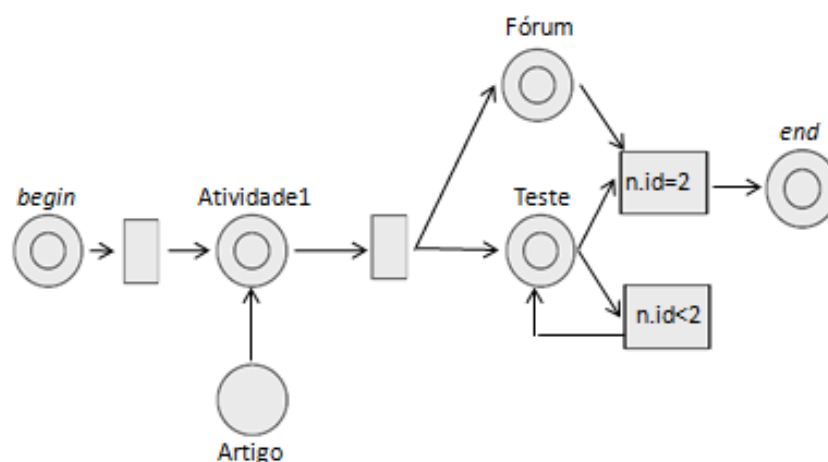 Fórum
begin
Atividade1
Teste
n.id=2
end
n.id<2
Artigo